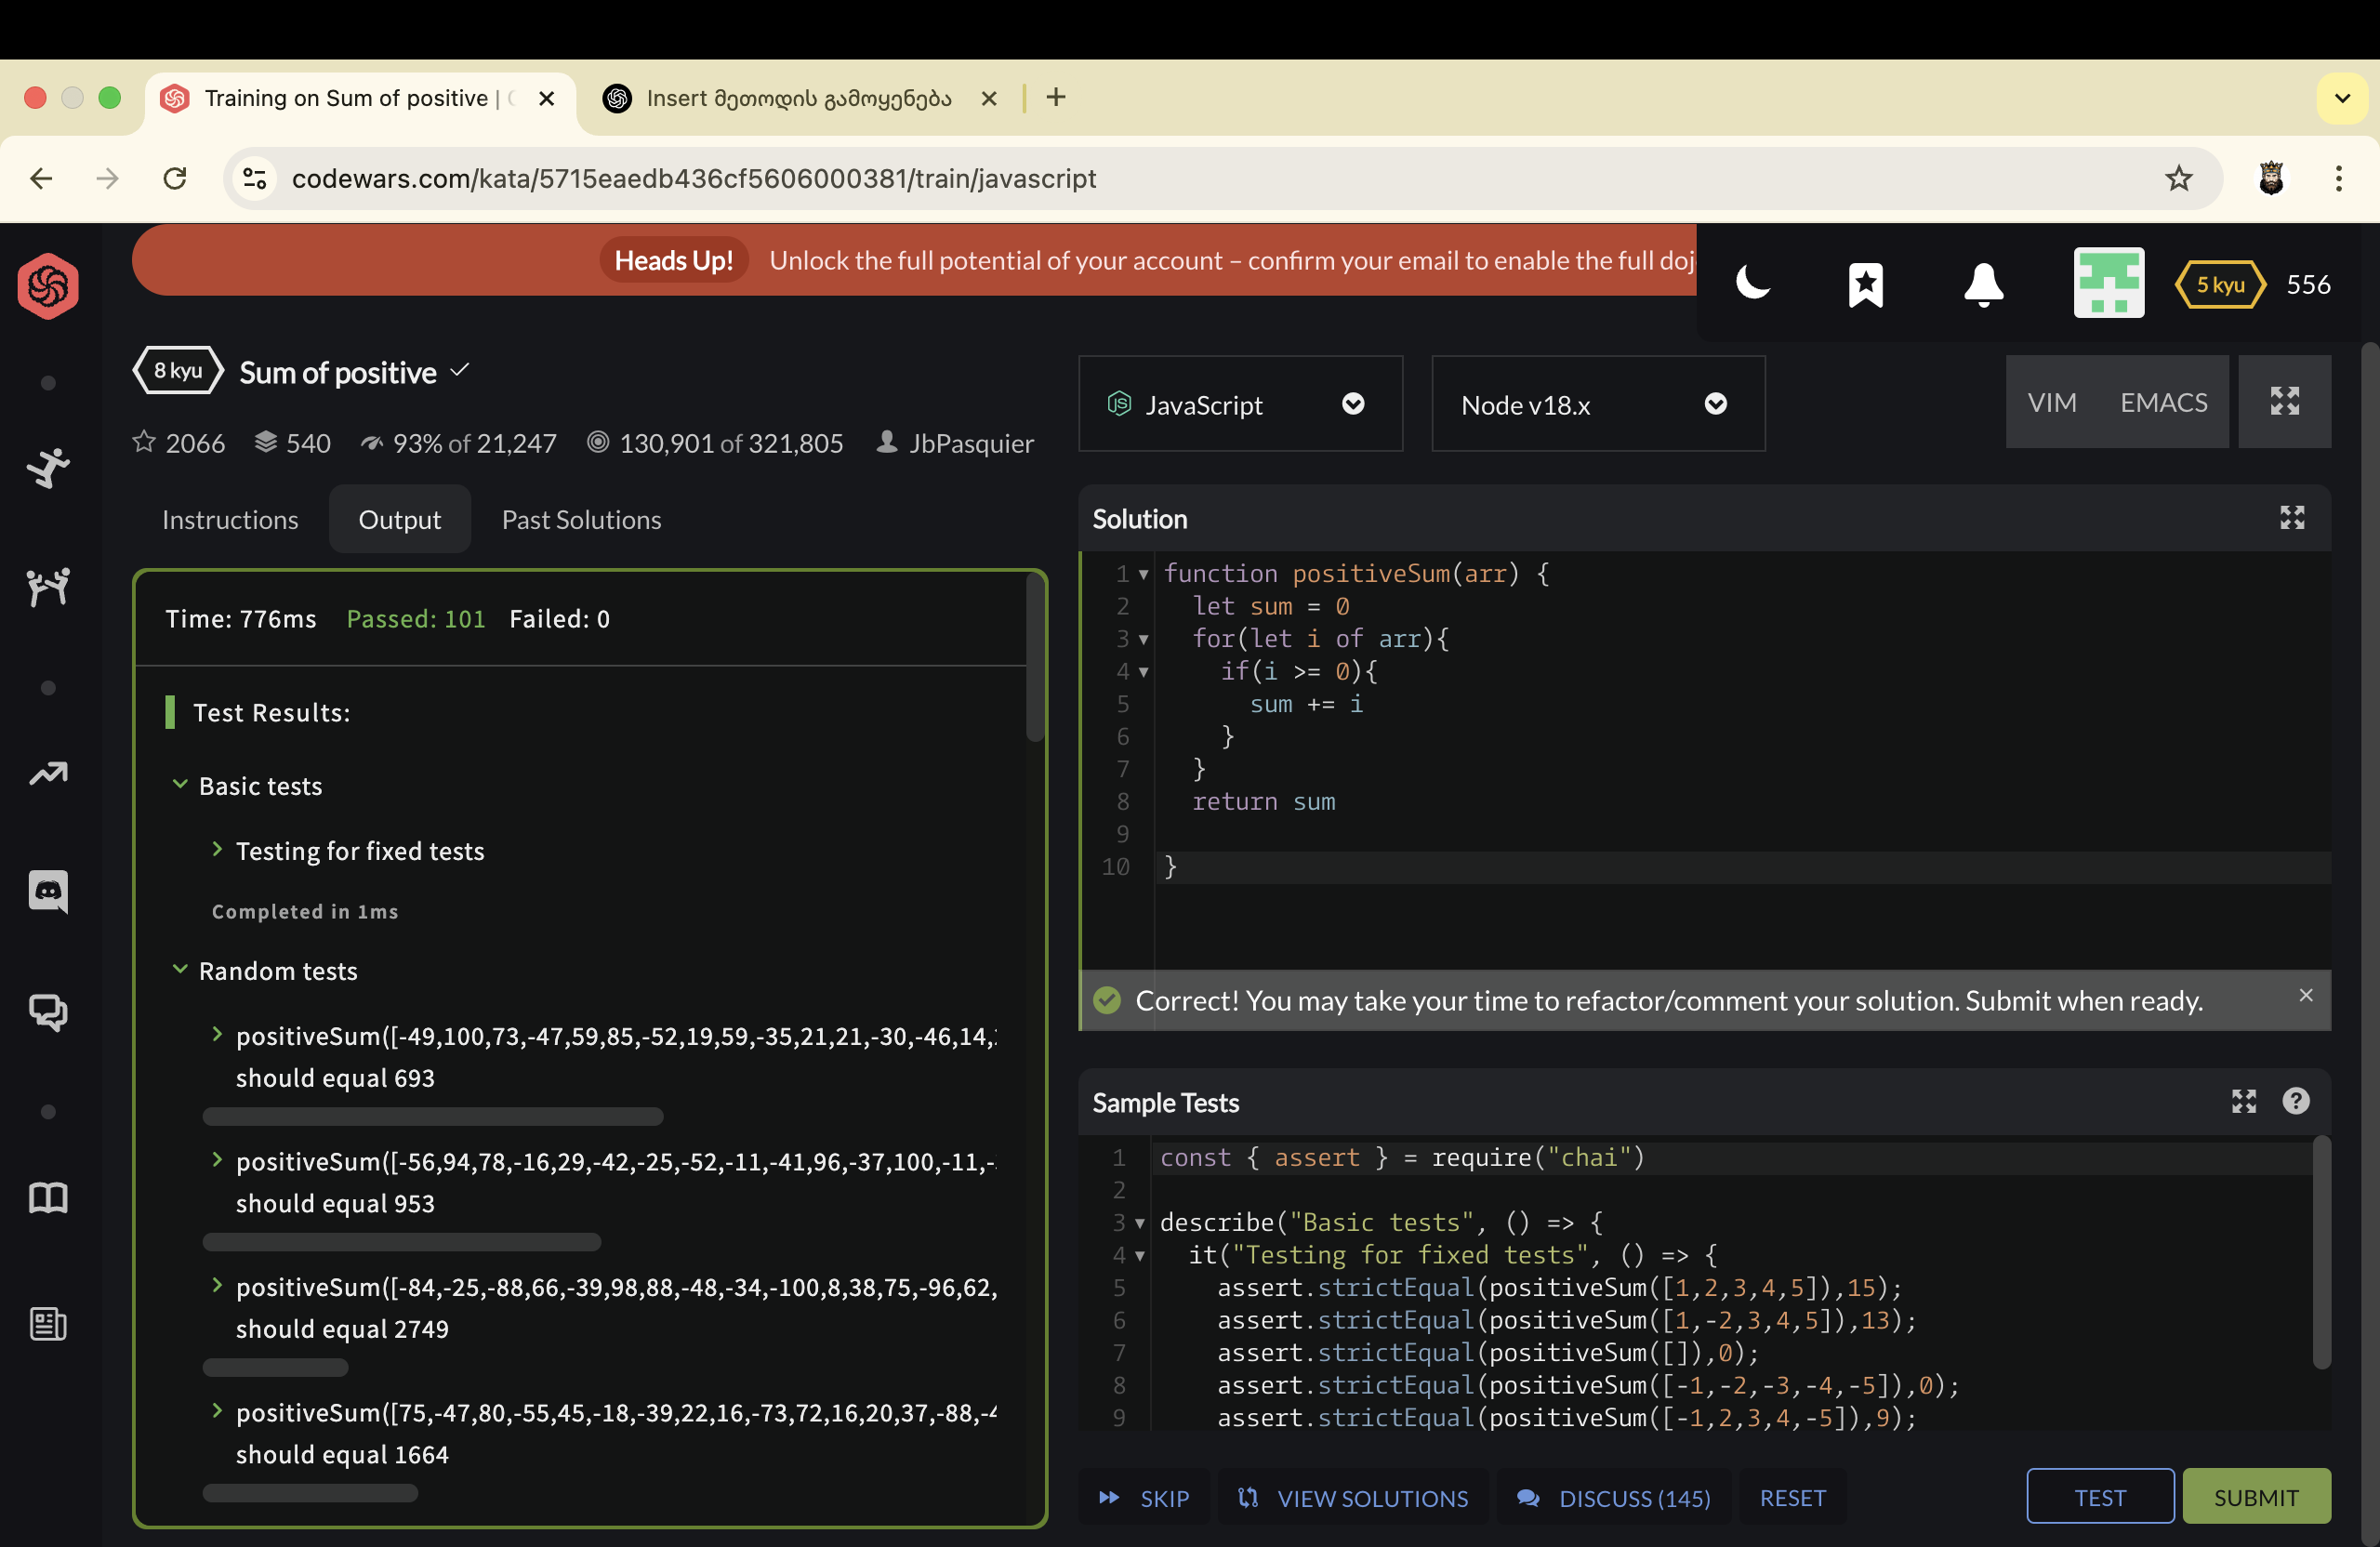 Training on Sum of positive |
Insert მეთოდის გამოყენება
codewars.com/kata/5715eaedb436cf5606000381/train/javascript
Heads Up! Unlock the full potential of your account – confirm your email to enable the full doj
5 kyu 556
8 kyu Sum of positive
2066 540 93% of 21,247 130,901 of 321,805 JbPasquier
JavaScript Node v18.x VIM EMACS
Instructions Output Past Solutions
Time: 776ms Passed: 101 Failed: 0
Test Results:
Basic tests
Testing for fixed tests
Completed in 1ms
Random tests
positiveSum([-49,100,73,-47,59,85,-52,19,59,-35,21,21,-30,-46,14,
should equal 693
positiveSum([-56,94,78,-16,29,-42,-25,-52,-11,-41,96,-37,100,-11,-
should equal 953
positiveSum([-84,-25,-88,66,-39,98,88,-48,-34,-100,8,38,75,-96,62,
should equal 2749
positiveSum([75,-47,80,-55,45,-18,-39,22,16,-73,72,16,20,37,-88,-4
should equal 1664
Solution
1 function positiveSum(arr) {
2 let sum = 0
3 for(let i of arr){
4 if(i >= 0){
5 sum += i
6 }
7 }
8 return sum
9
10 }
Correct! You may take your time to refactor/comment your solution. Submit when ready.
Sample Tests
1 const { assert } = require("chai")
2
3 describe("Basic tests", () => {
4 it("Testing for fixed tests", () => {
5 assert.strictEqual(positiveSum([1,2,3,4,5]),15);
6 assert.strictEqual(positiveSum([1,-2,3,4,5]),13);
7 assert.strictEqual(positiveSum([]),0);
8 assert.strictEqual(positiveSum([-1,-2,-3,-4,-5]),0);
9 assert.strictEqual(positiveSum([-1,2,3,4,-5]),9);
SKIP VIEW SOLUTIONS DISCUSS (145) RESET TEST SUBMIT